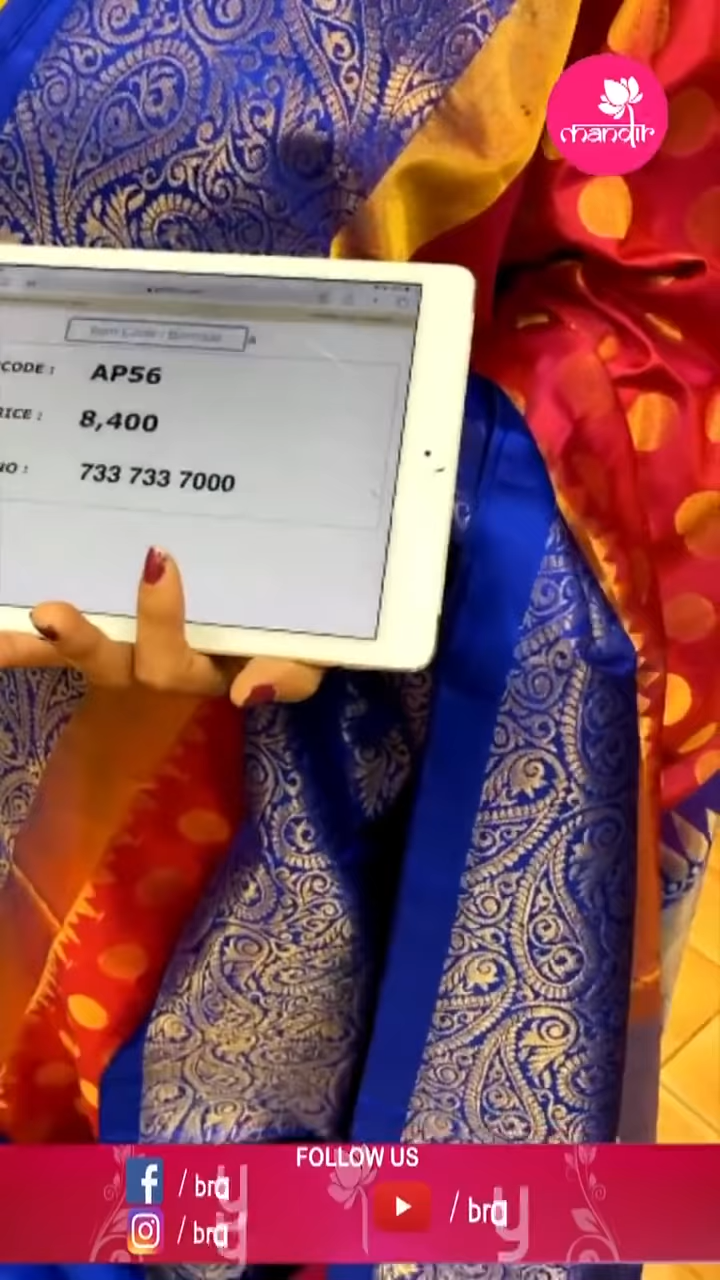 mandir
CODE : AP56
RICE : 8,400
NO : 733 733 7000
FOLLOW US
f / bra
/ bra
/ bra